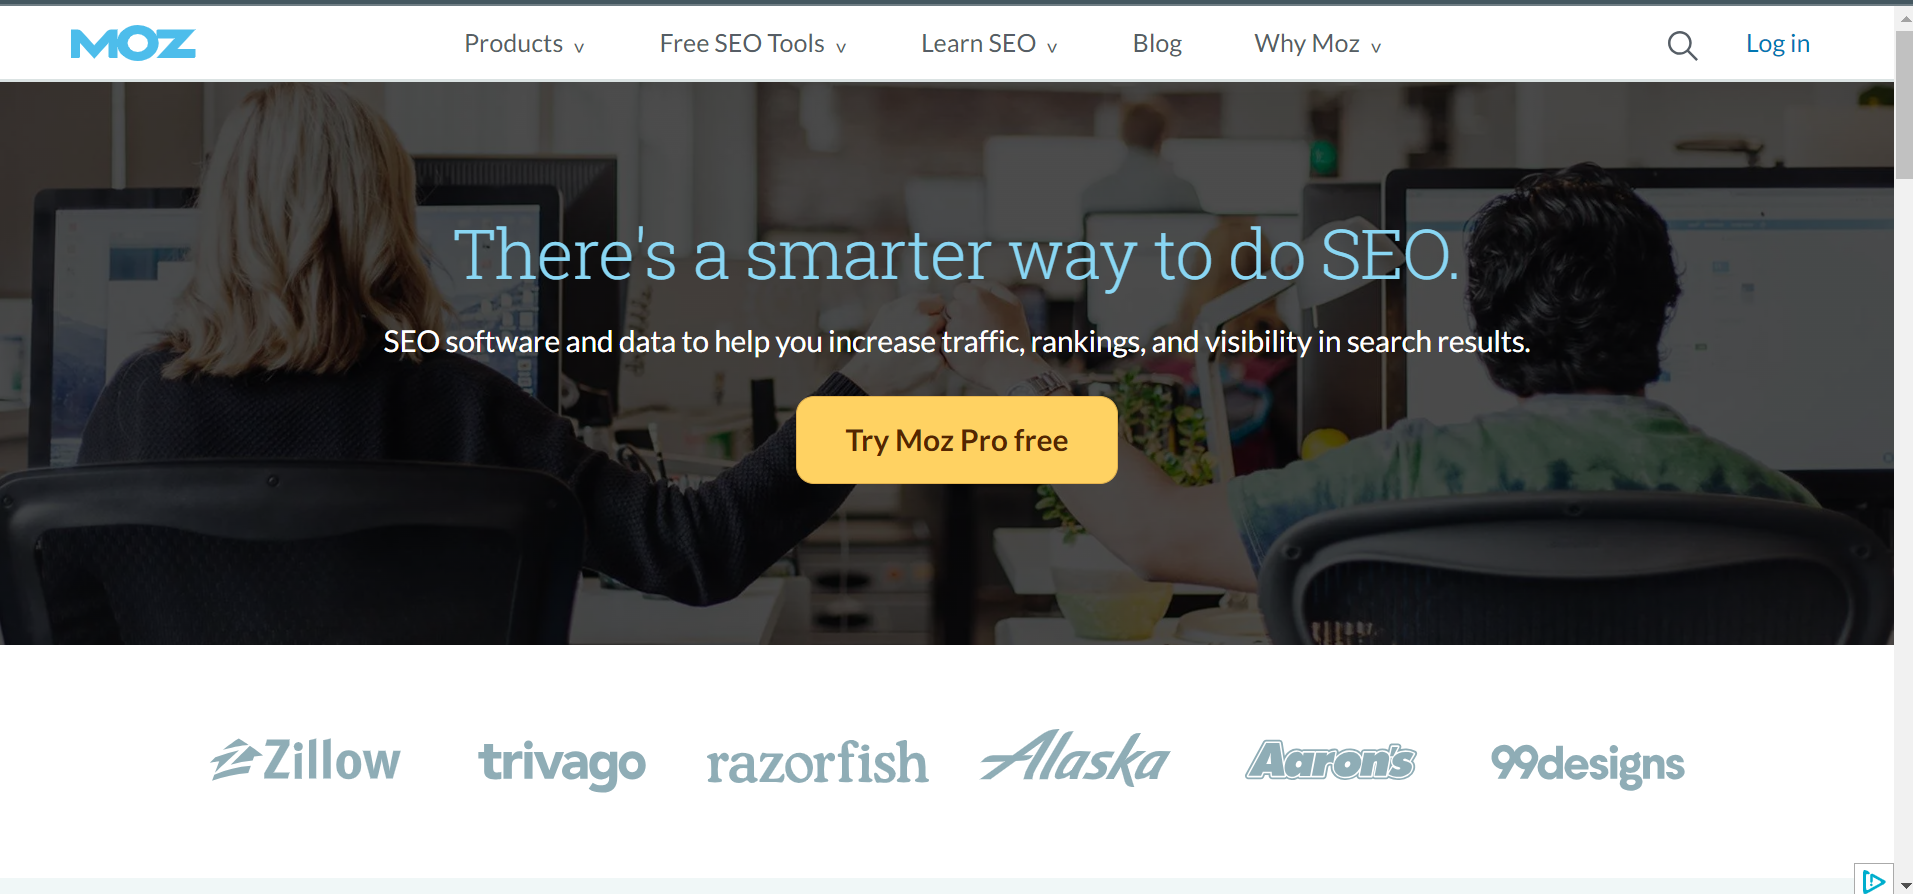 MOZ
Products v
Free SEO Tools v
Learn SEO v
Blog
Why Moz v
Log in
There's a smarter way to do SEO.
SEO software and data to help you increase traffic, rankings, and visibility in search results.
Try Moz Pro free
Zillow
trivago
razorfish
Alaska
Aaron's
99designs